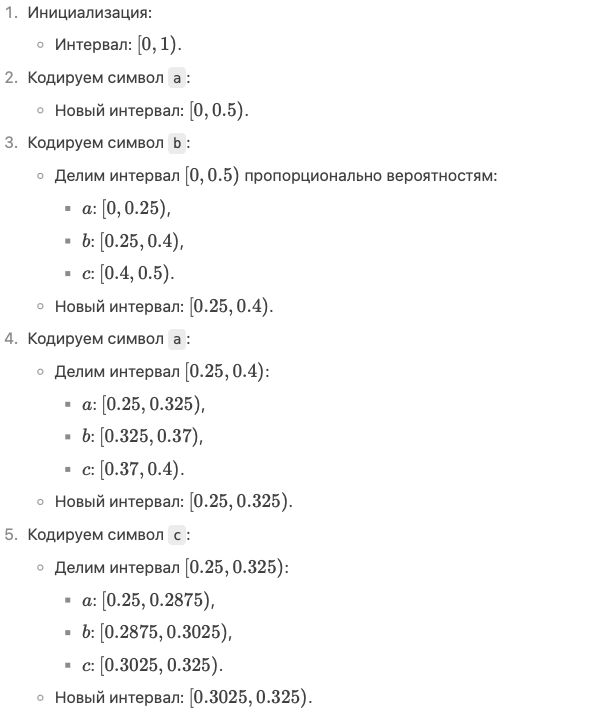 1. Инициализация:
◦ Интервал: [0, 1).
2. Кодируем символ a:
◦ Новый интервал: [0, 0.5).
3. Кодируем символ b:
◦ Делим интервал [0, 0.5) пропорционально вероятностям:
▪ a: [0, 0.25),
▪ b: [0.25, 0.4),
▪ c: [0.4, 0.5).
◦ Новый интервал: [0.25, 0.4).
4. Кодируем символ a:
◦ Делим интервал [0.25, 0.4):
▪ a: [0.25, 0.325),
▪ b: [0.325, 0.37),
▪ c: [0.37, 0.4).
◦ Новый интервал: [0.25, 0.325).
5. Кодируем символ c:
◦ Делим интервал [0.25, 0.325):
▪ a: [0.25, 0.2875),
▪ b: [0.2875, 0.3025),
▪ c: [0.3025, 0.325).
◦ Новый интервал: [0.3025, 0.325).